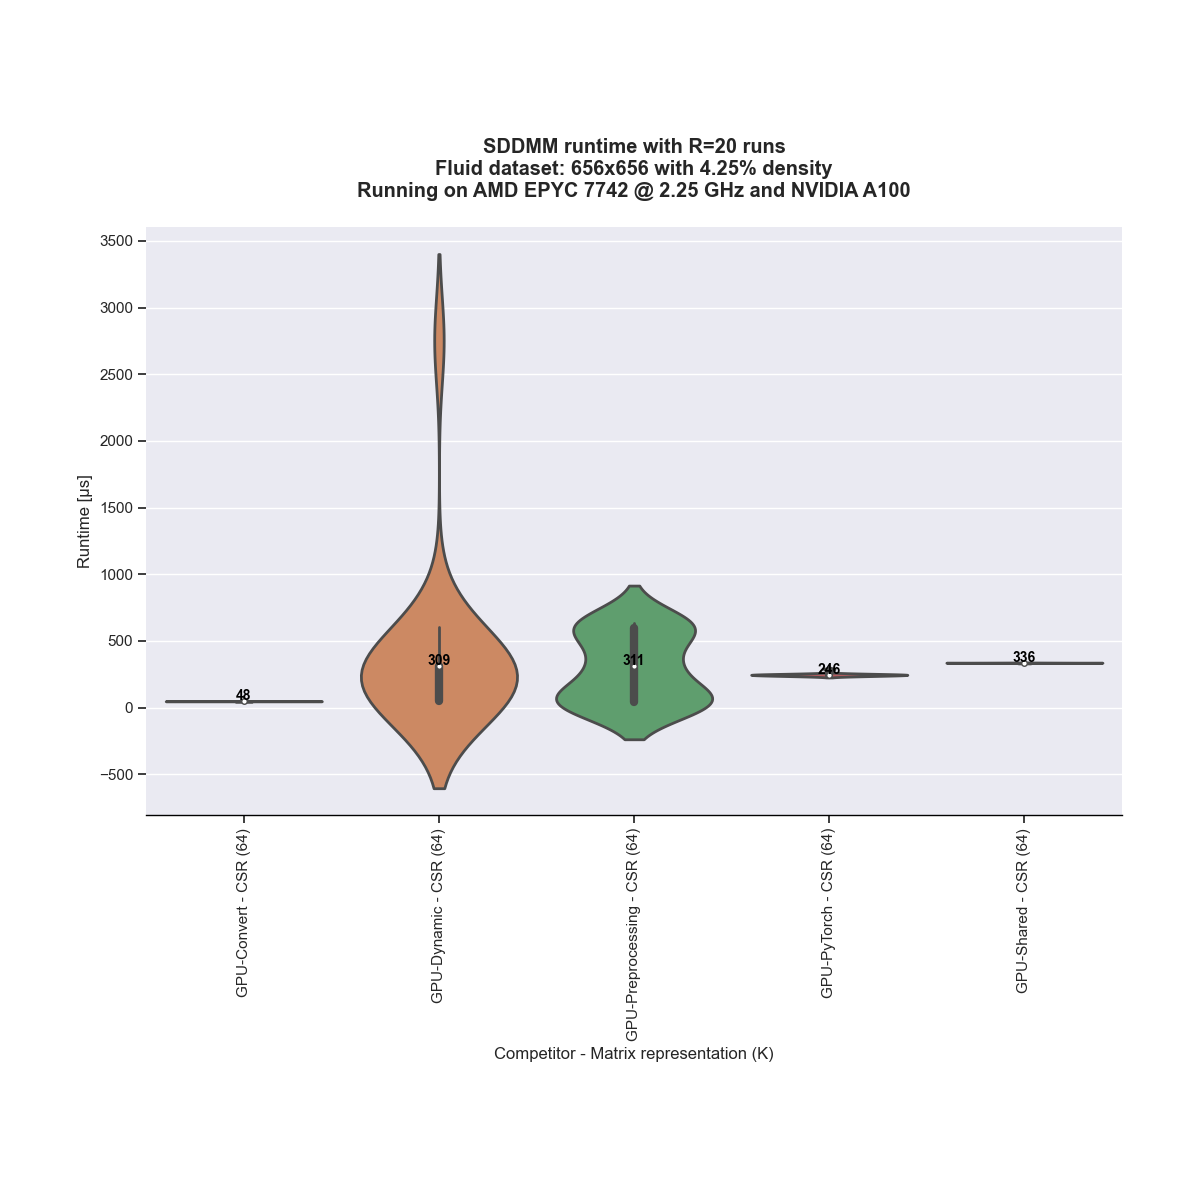 SDDMM runtime with R=20 runs
Fluid dataset: 656x656 with 4.25% density
Running on AMD EPYC 7742 @ 2.25 GHz and NVIDIA A100
3500
3000
2500
2000
1500
1000
500
0
−500
Runtime [μs]
48
309
311
246
336
GPU-Convert - CSR (64)
GPU-Dynamic - CSR (64)
GPU-Preprocessing - CSR (64)
GPU-PyTorch - CSR (64)
GPU-Shared - CSR (64)
Competitor - Matrix representation (K)